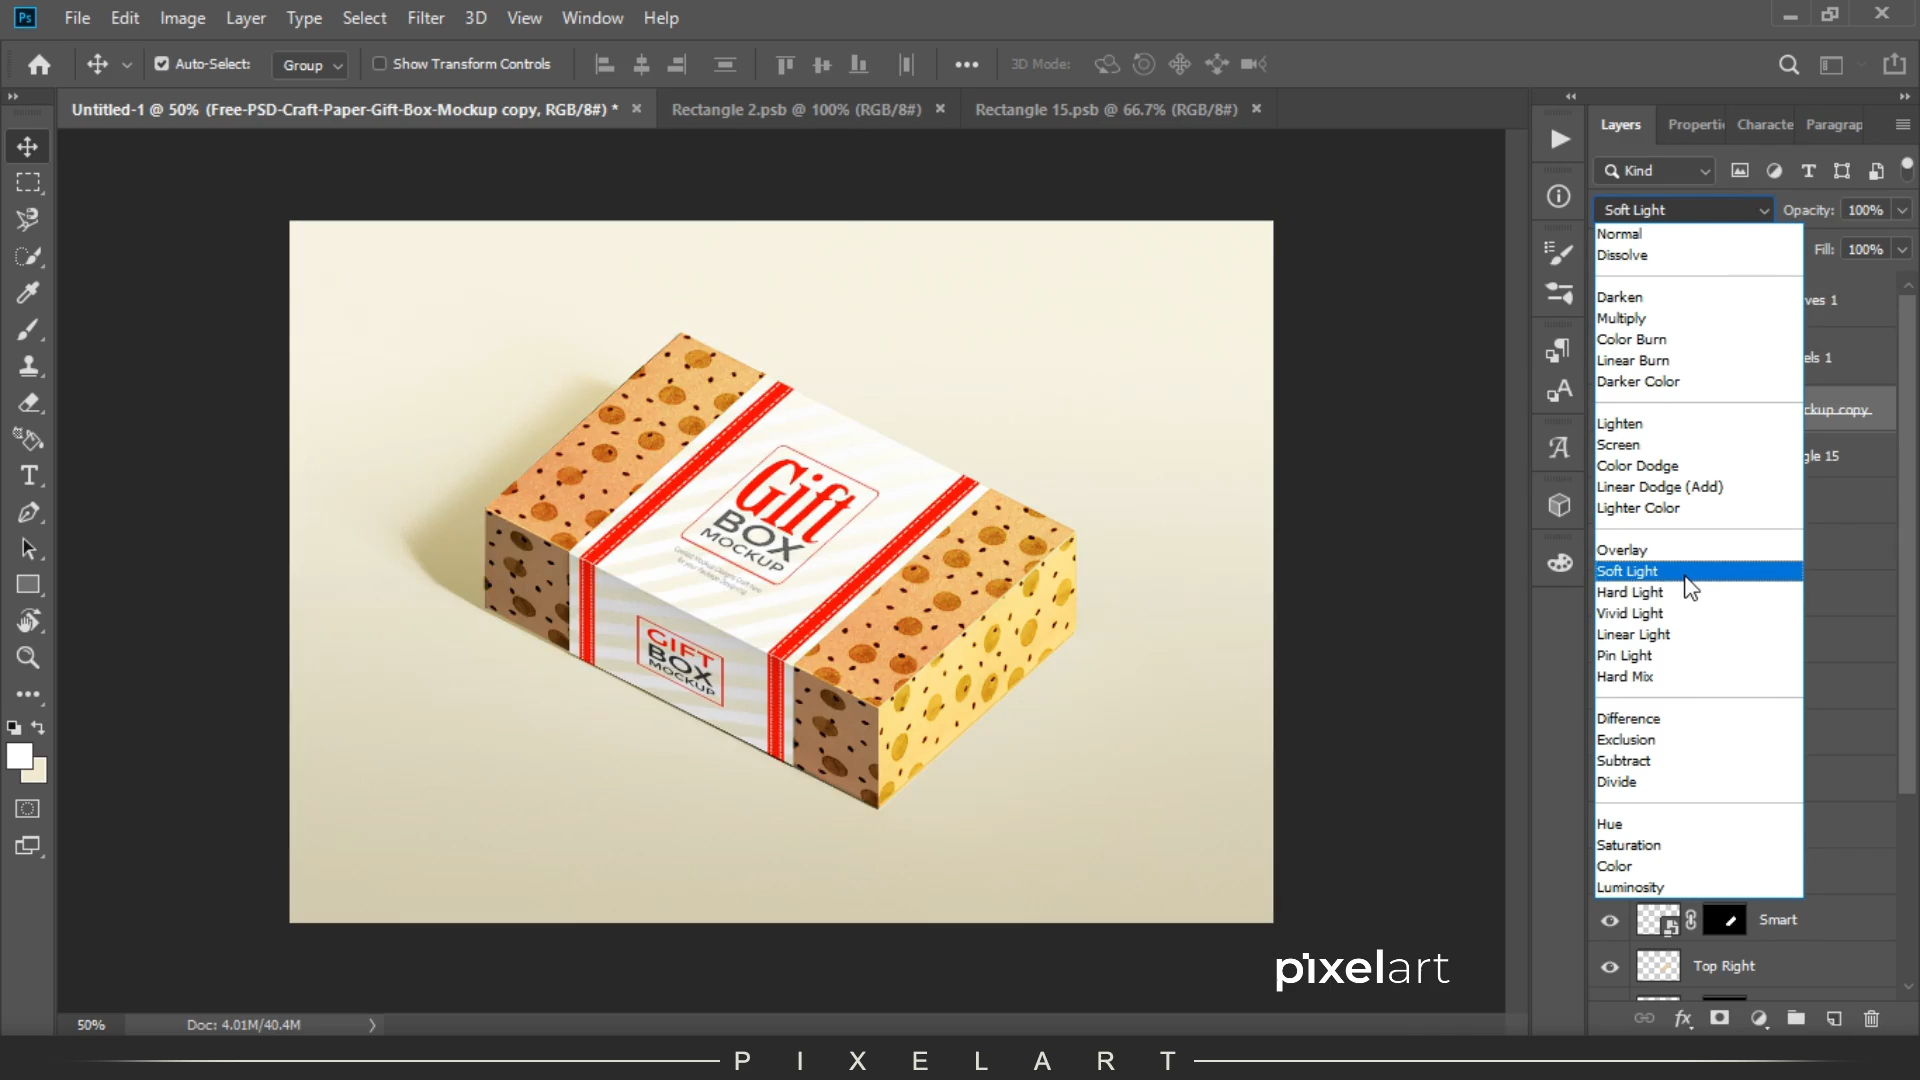 Ps File Edit Image Layer Type Select Filter 3D View Window Help
Auto-Select: Group Show Transform Controls 3D Mode:
Untitled-1 @ 50% (Free-PSD-Craft-Paper-Gift-Box-Mockup copy, RGB/8#) * Rectangle 2.psb @ 100% (RGB/8#) Rectangle 15.psb @ 66.7% (RGB/8#)
Layers Properti Characte Paragrap
Kind
Soft Light Opacity: 100%
Fill: 100%
Normal
Dissolve
Darken
Multiply
Color Burn
Linear Burn
Darker Color
Lighten
Screen
Color Dodge
Linear Dodge (Add)
Lighter Color
Overlay
Soft Light
Hard Light
Vivid Light
Linear Light
Pin Light
Hard Mix
Difference
Exclusion
Subtract
Divide
Hue
Saturation
Color
Luminosity
ves 1
els 1
ckup copy
gle 15
Smart
Top Right
Gift
BOX
MOCKUP
GIFT
BOX
MOCKUP
pixelart
50% Doc: 4.01M/40.4M
PIXELART